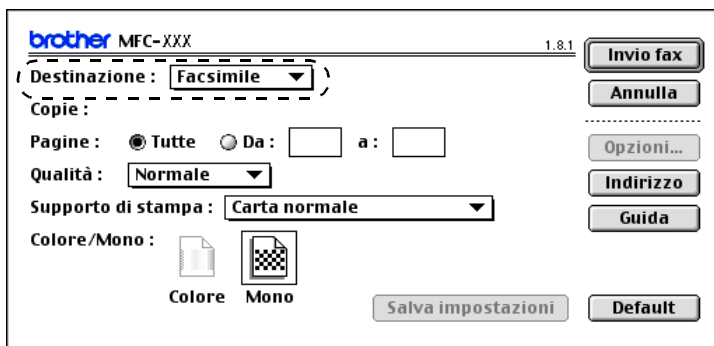 brother MFC-XXX
1.8.1
Invio fax
Destinazione : Facsimile
Annulla
Copie :
Pagine : Tutte Da : a :
Opzioni...
Qualità : Normale
Indirizzo
Supporto di stampa : Carta normale
Guida
Colore/Mono :
Colore Mono
Salva impostazioni
Default